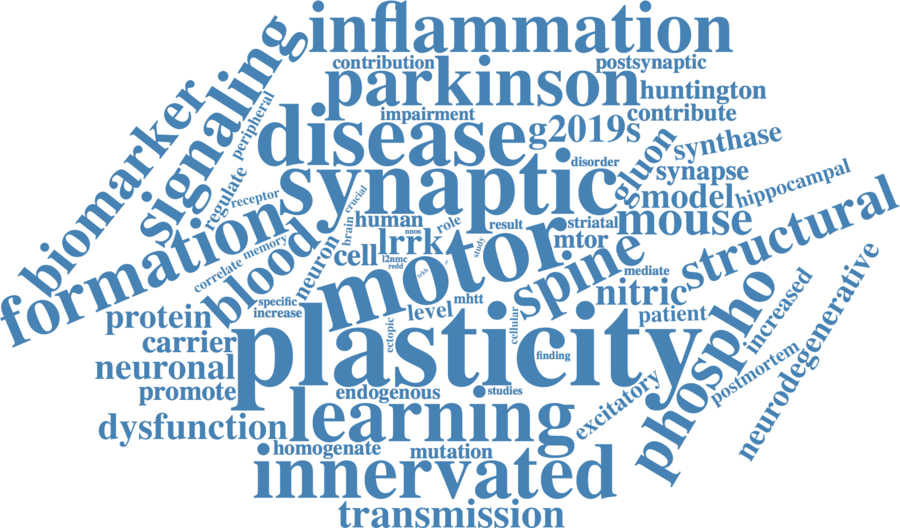 inflammation
contribution
postsynaptic
parkinson
huntington
signaling
biomarker
peripheral
impairment
contribute
disease
g2019s
synthase
gluon
disorder
synapse
synaptic
model
hippocampal
regulate
receptor
crucial
human
nnos
role
result
striatal
mouse
structural
formation
brain
lrrk
mtor
memory
correlate
blood
neuron
cell
l2nmc
redd
study
motor
spine
mediate
nitric
specific
increase
level
mhtt
patient
phospho
increased
neurodegenerative
protein
carrier
plasticity
ectopic
cellular
finding
neuronal
promote
endogenous
studies
excitatory
postmortem
dysfunction
learning
homogenate
mutation
innervated
transmission